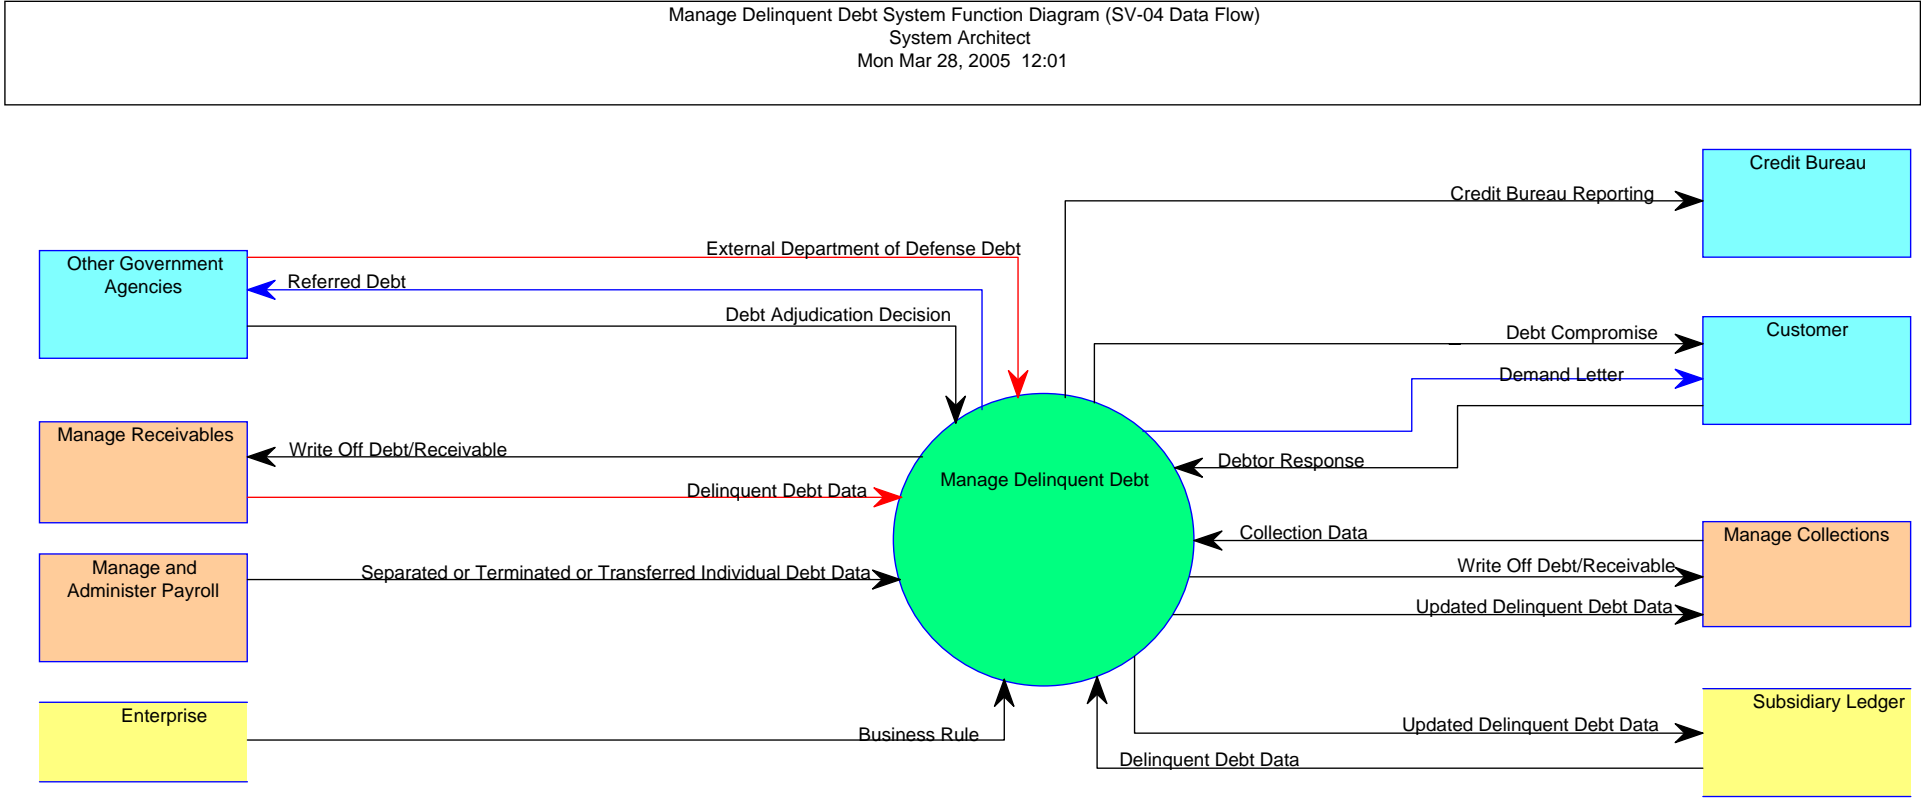 Manage Delinquent Debt System Function Diagram (SV-04 Data Flow)
System Architect
Mon Mar 28, 2005  12:01
Credit Bureau
Credit Bureau Reporting
Other Government
Agencies
External Department of Defense Debt
Referred Debt
Debt Adjudication Decision
Customer
Debt Compromise
Demand Letter
Debtor Response
Manage Receivables
Write Off Debt/Receivable
Delinquent Debt Data
Manage Delinquent Debt
Manage Collections
Collection Data
Write Off Debt/Receivable
Updated Delinquent Debt Data
Manage and
Administer Payroll
Separated or Terminated or Transferred Individual Debt Data
Enterprise
Business Rule
Subsidiary Ledger
Updated Delinquent Debt Data
Delinquent Debt Data